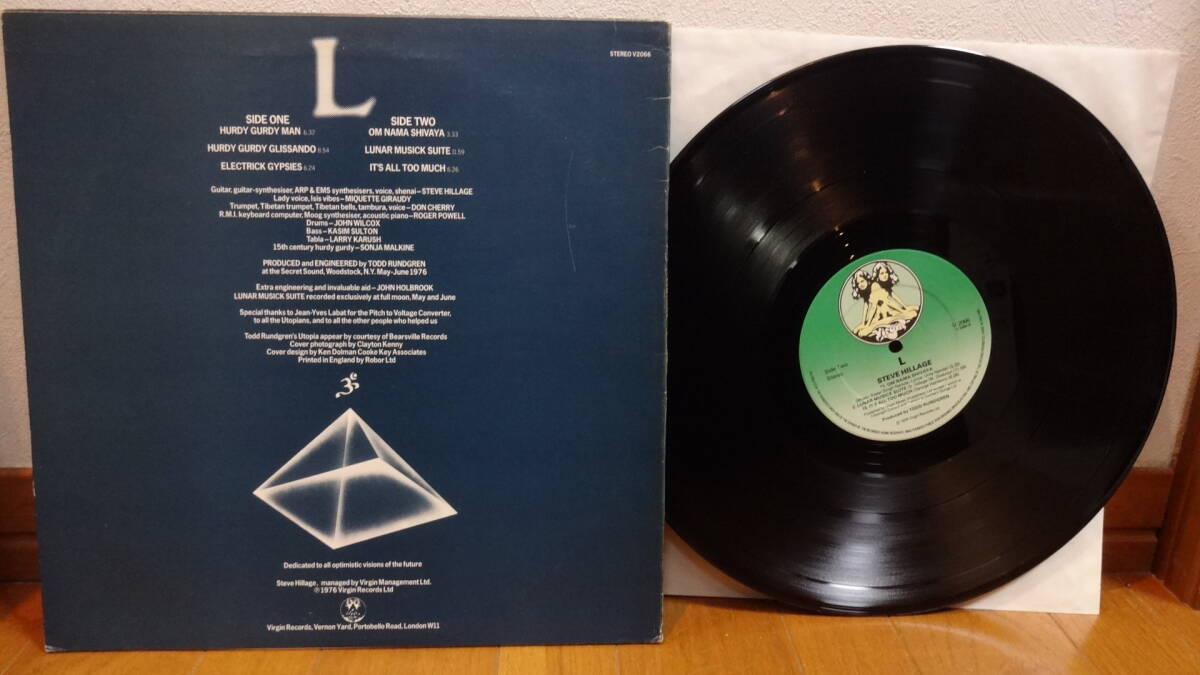 STEREO V2066
L
SIDE ONE
HURDY GURDY MAN 6.37
HURDY GURDY GLISSANDO 8.54
ELECTRICK GYPSIES 6.24
SIDE TWO
OM NAMA SHIVAYA 3.33
LUNAR MUSICK SUITE 11.59
IT'S ALL TOO MUCH 6.26
Guitar, guitar-synthesiser, ARP & EMS synthesisers, voice, shenai – STEVE HILLAGE
Lady voice, Isis vibes – MIQUETTE GIRAUDY
Trumpet, Tibetan trumpet, Tibetan bells, tambura, voice – DON CHERRY
R.M.I. keyboard computer, Moog synthesiser, acoustic piano – ROGER POWELL
Drums – JOHN WILCOX
Bass – KASIM SULTON
Tabla – LARRY KARUSH
15th century hurdy gurdy – SONJA MALKINE
PRODUCED and ENGINEERED by TODD RUNDGREN
at the Secret Sound, Woodstock, N.Y. May-June 1976
Extra engineering and invaluable aid – JOHN HOLBROOK
LUNAR MUSICK SUITE recorded exclusively at full moon, May and June
Special thanks to Jean-Yves Labat for the Pitch to Voltage Converter,
to all the Utopians, and to all the other people who helped us
Todd Rundgren's Utopia appear by courtesy of Bearsville Records
Cover photograph by Clayton Kenny
Cover design by Ken Dolman Cooke Key Associates
Printed in England by Robor Ltd
Dedicated to all optimistic visions of the future
Steve Hillage, managed by Virgin Management Ltd.
℗ 1976 Virgin Records Ltd
Virgin Records, Vernon Yard, Portobello Road, London W11
Virgin
Side Two
Stereo
L
STEVE HILLAGE
1. OM NAMA SHIVAYA
Produced by TODD RUNDGREN